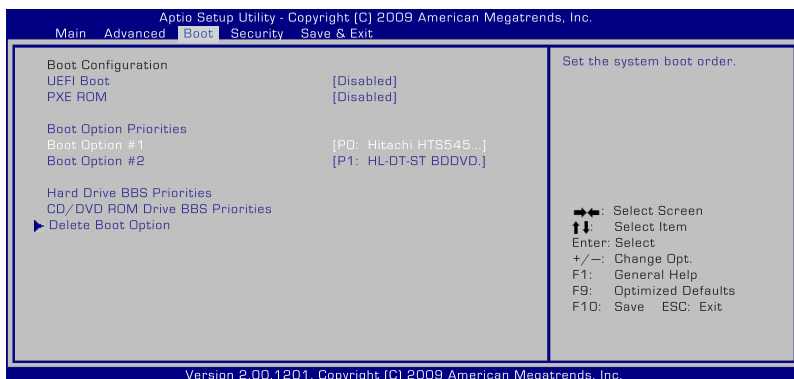 Aptio Setup Utility - Copyright (C) 2009 American Megatrends, Inc.
Main Advanced Boot Security Save & Exit
Boot Configuration
UEFI Boot [Disabled]
PXE ROM [Disabled]
Boot Option Priorities
Boot Option #1 [P0: Hitachi HTS545...]
Boot Option #2 [P1: HL-DT-ST BDDVD.]
Hard Drive BBS Priorities
CD/DVD ROM Drive BBS Priorities
Delete Boot Option
Set the system boot order.
→←: Select Screen
↑↓: Select Item
Enter: Select
+/—: Change Opt.
F1: General Help
F9: Optimized Defaults
F10: Save ESC: Exit
Version 2.00.1201. Copyright (C) 2009 American Megatrends, Inc.